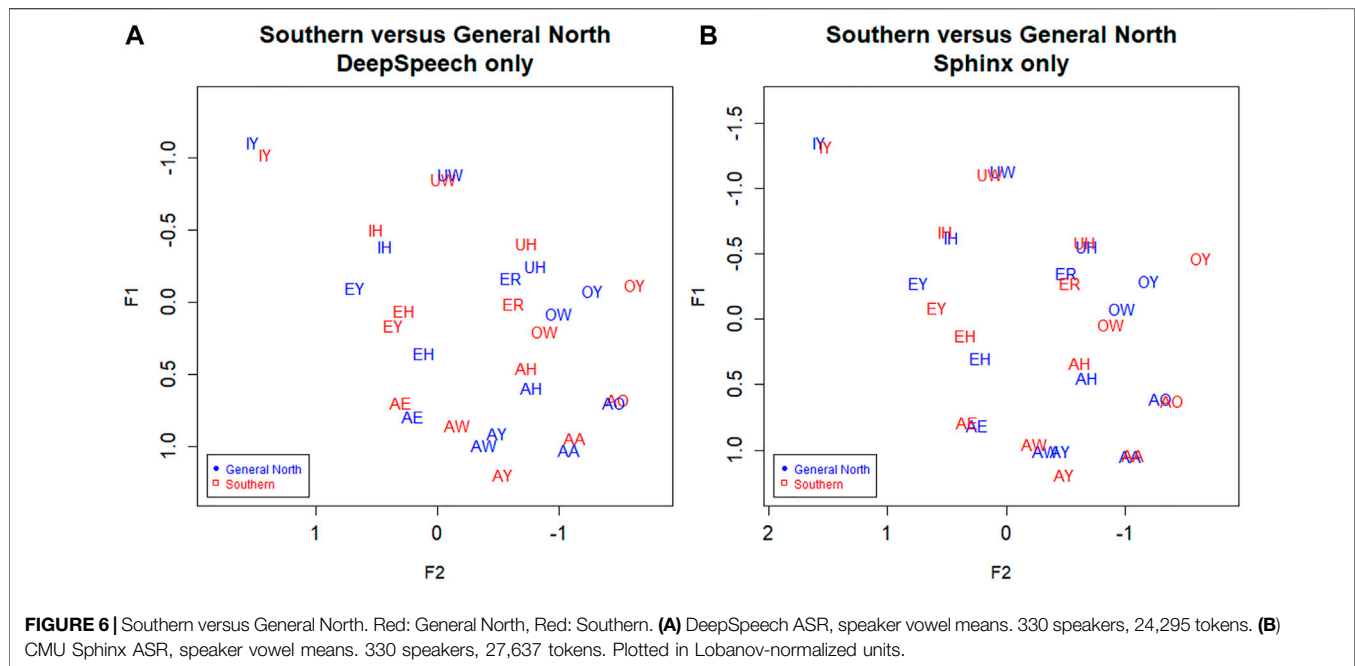 A
Southern versus General North
DeepSpeech only
-1.0
-0.5
0.0
0.5
1.0
F1
IY
IY
UW
UW
IH
IH
UH
UH
EY
ER
OY
OY
EH
ER
OW
EY
OW
EH
AH
AH
AE
AO
AO
AE
AW
AY
AA
AW
AA
AY
General North
Southern
1
0
-1
F2
B
Southern versus General North
Sphinx only
-1.5
-1.0
-0.5
0.0
0.5
1.0
F1
IY
IY
UW
UW
IH
IH
UH
UH
OY
EY
ER
ER
OY
EY
OW
OW
EH
EH
AH
AH
AO
AO
AE
AE
AW
AW
AY
AA
AA
AY
General North
Southern
2
1
0
-1
F2
FIGURE 6 | Southern versus General North. Red: General North, Red: Southern. (A) DeepSpeech ASR, speaker vowel means. 330 speakers, 24,295 tokens. (B)
CMU Sphinx ASR, speaker vowel means. 330 speakers, 27,637 tokens. Plotted in Lobanov-normalized units.